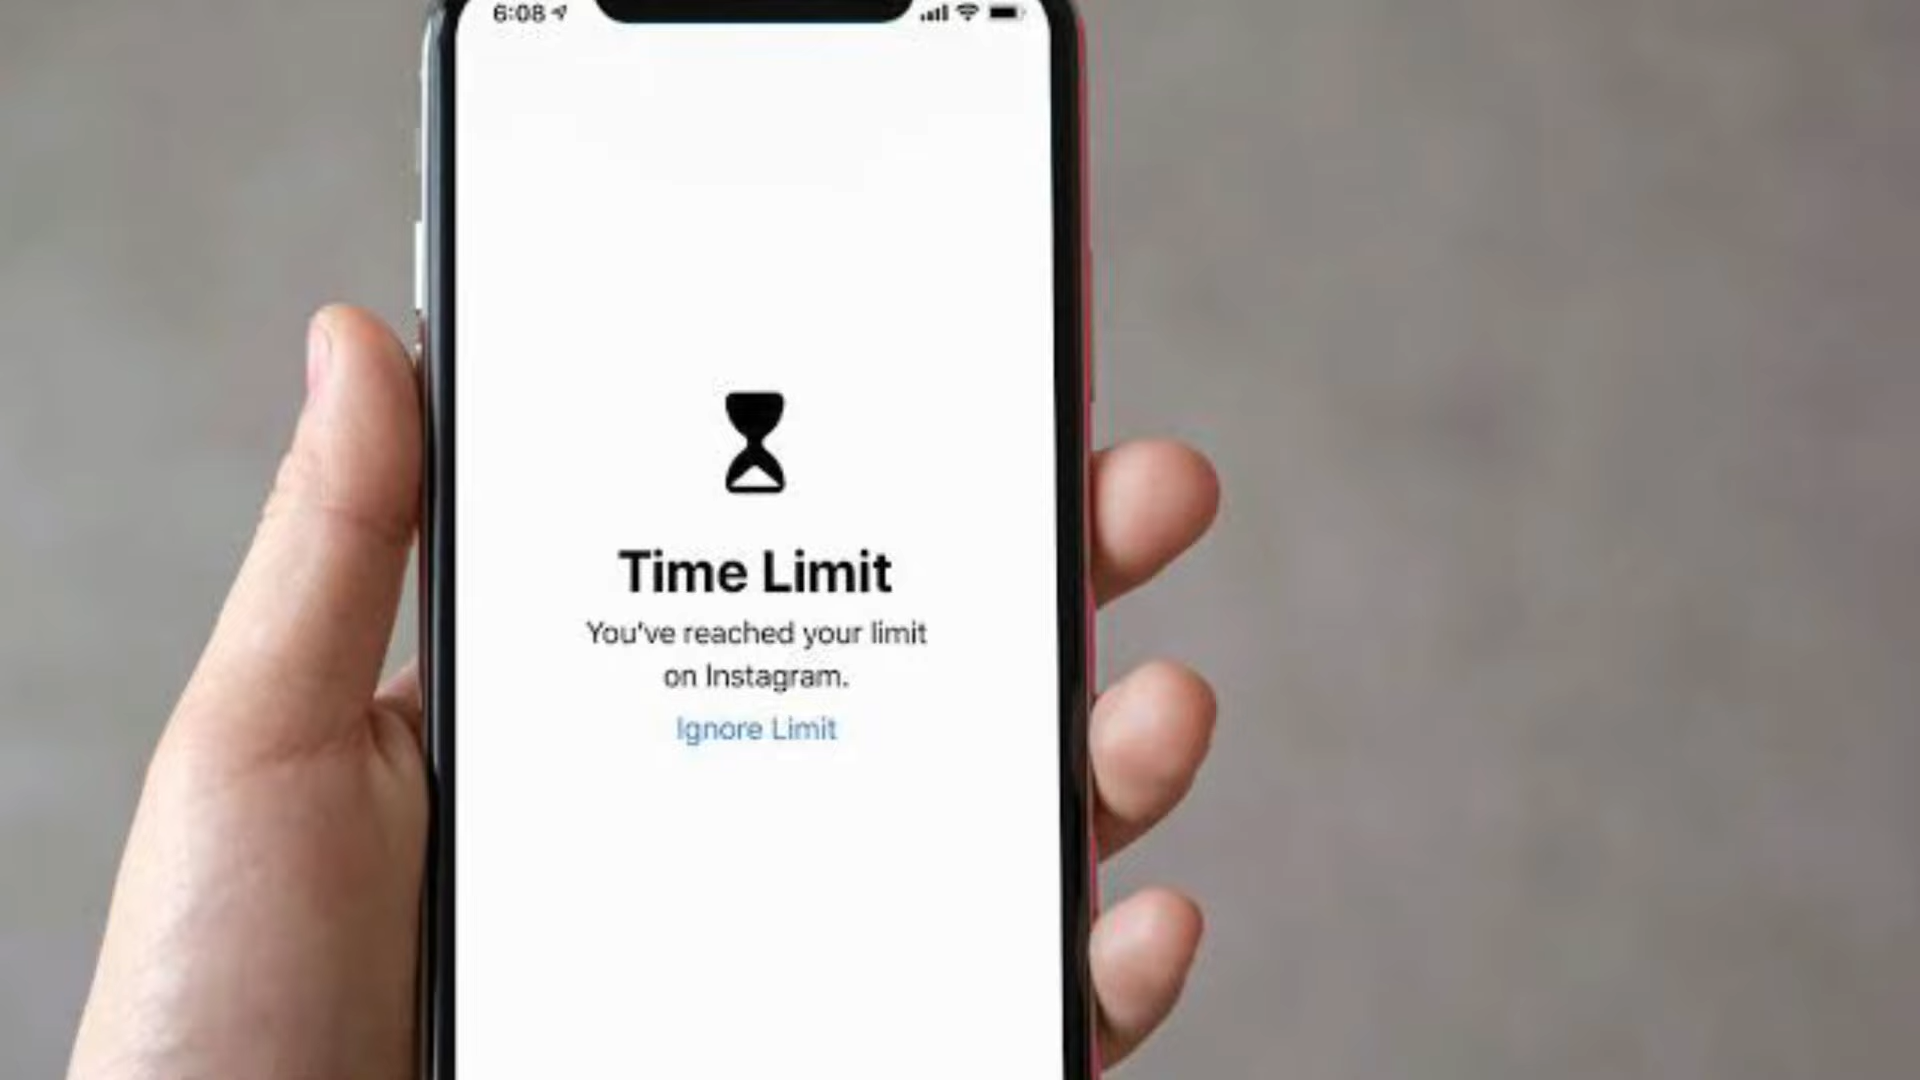 6:08
Time Limit
You've reached your limit
on Instagram.
Ignore Limit